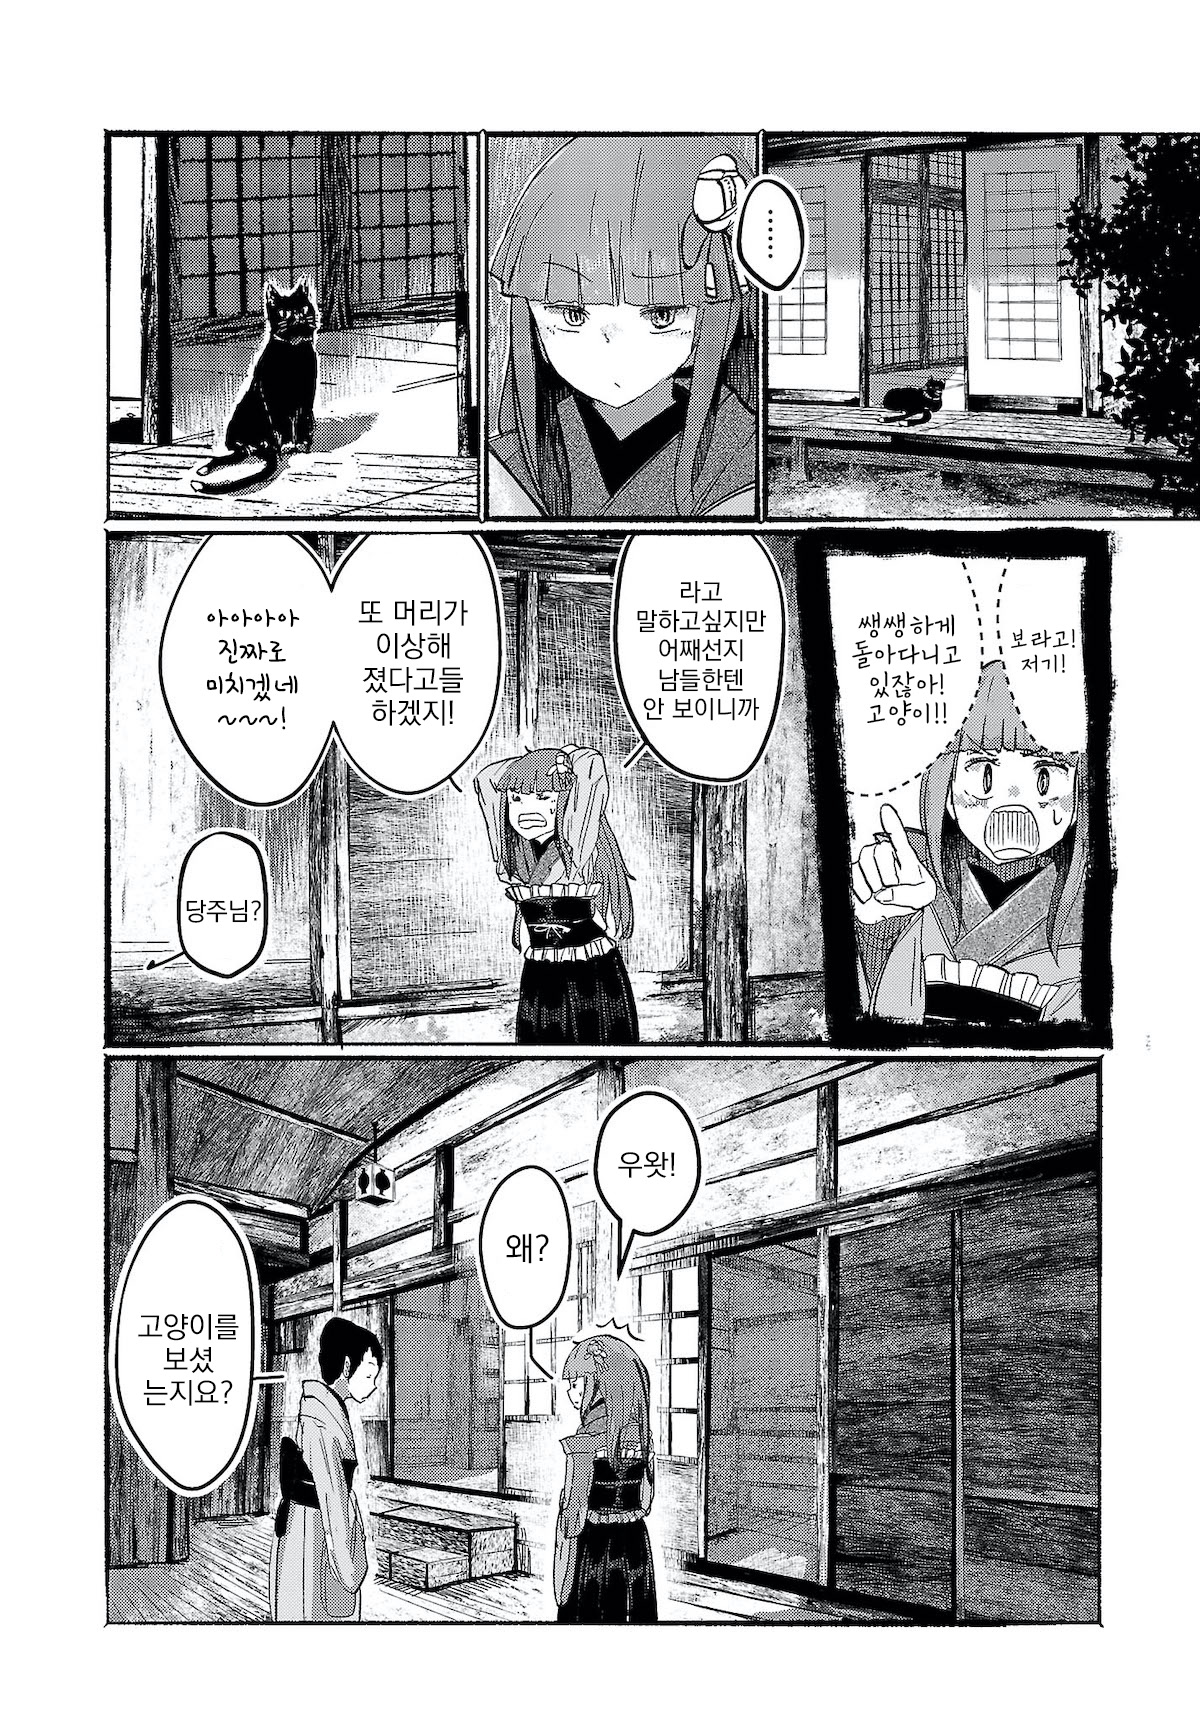 ……
보라고!
저기!
쌩쌩하게
돌아다니고
있잖아!
고양이!!
라고
말하고싶지만
어째선지
남들한텐
안 보이니까
또 머리가
이상해
졌다고들
하겠지!
아아아아
진짜로
미치겠네
~~~!
당주님?
우왓!
왜?
고양이를
보셨
는지요?